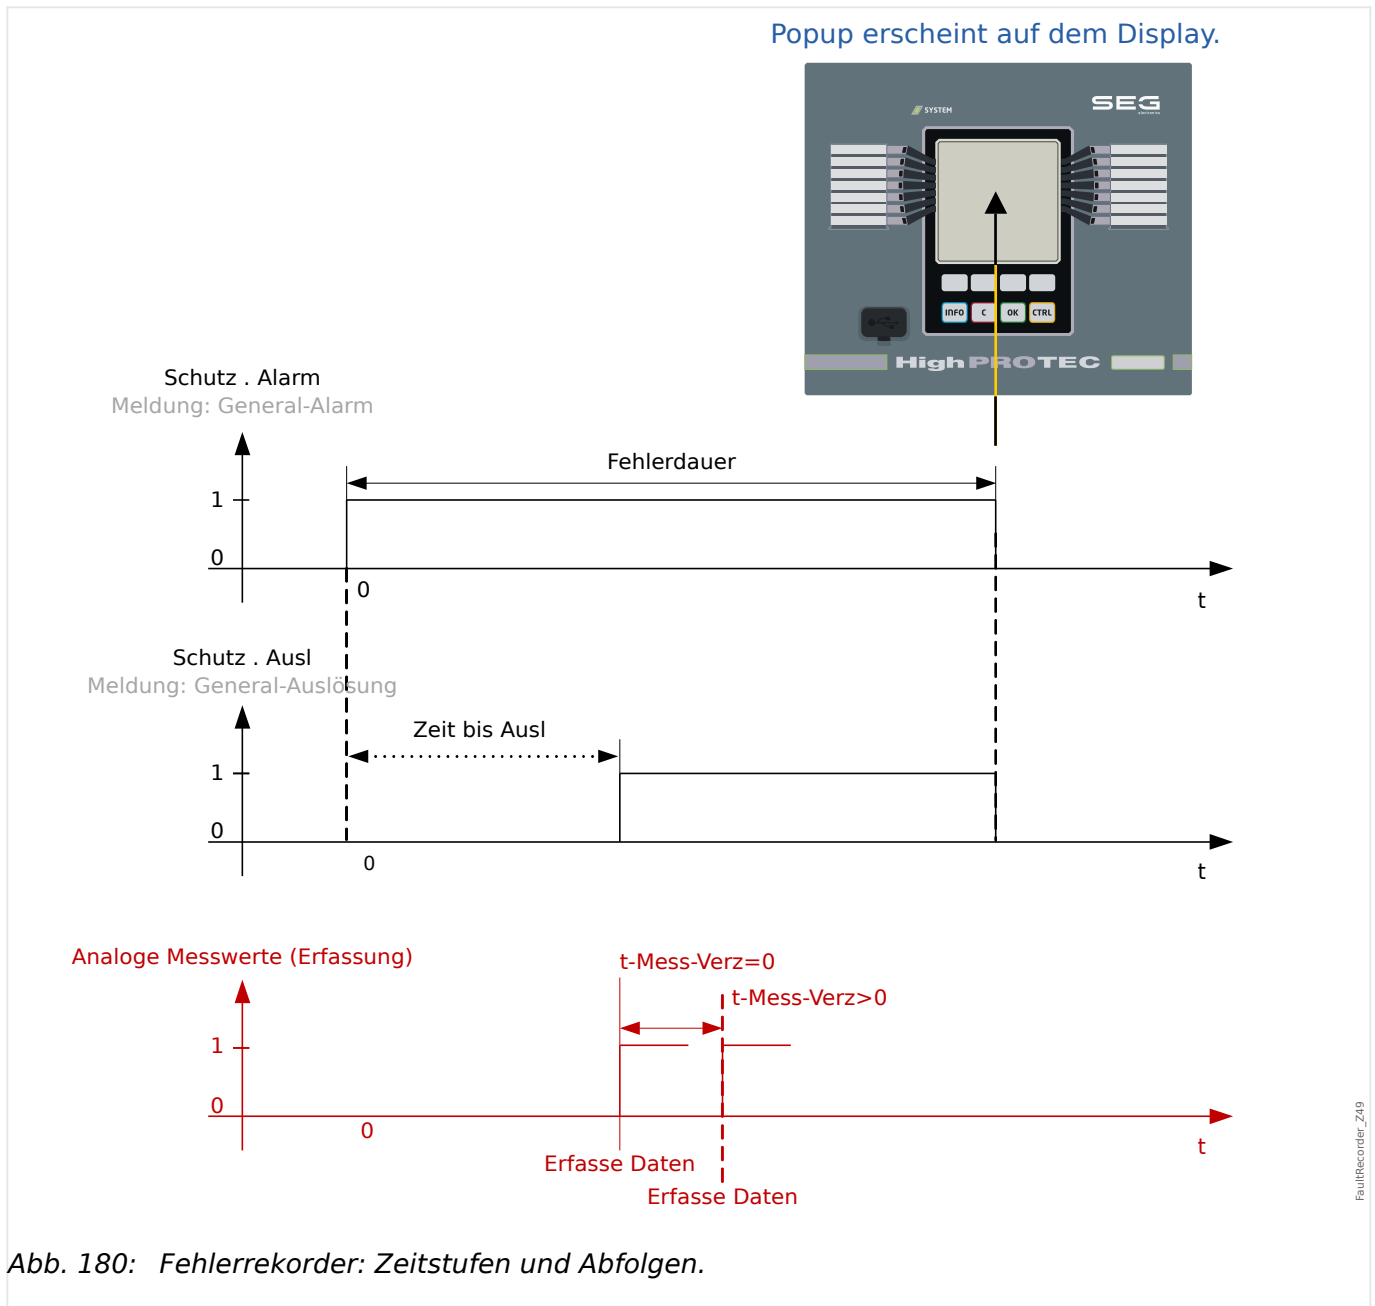 Popup erscheint auf dem Display.
SYSTEM
SEG
electronics
INFO
C
OK
CTRL
HighPROTEC
Schutz . Alarm
Meldung: General-Alarm
Fehlerdauer
1
0
0
t
Schutz . Ausl
Meldung: General-Auslösung
Zeit bis Ausl
1
0
0
t
Analoge Messwerte (Erfassung)
t-Mess-Verz=0
t-Mess-Verz>0
1
0
0
t
Erfasse Daten
Erfasse Daten
FaultRecorder_Z49
Abb. 180: Fehlerrekorder: Zeitstufen und Abfolgen.